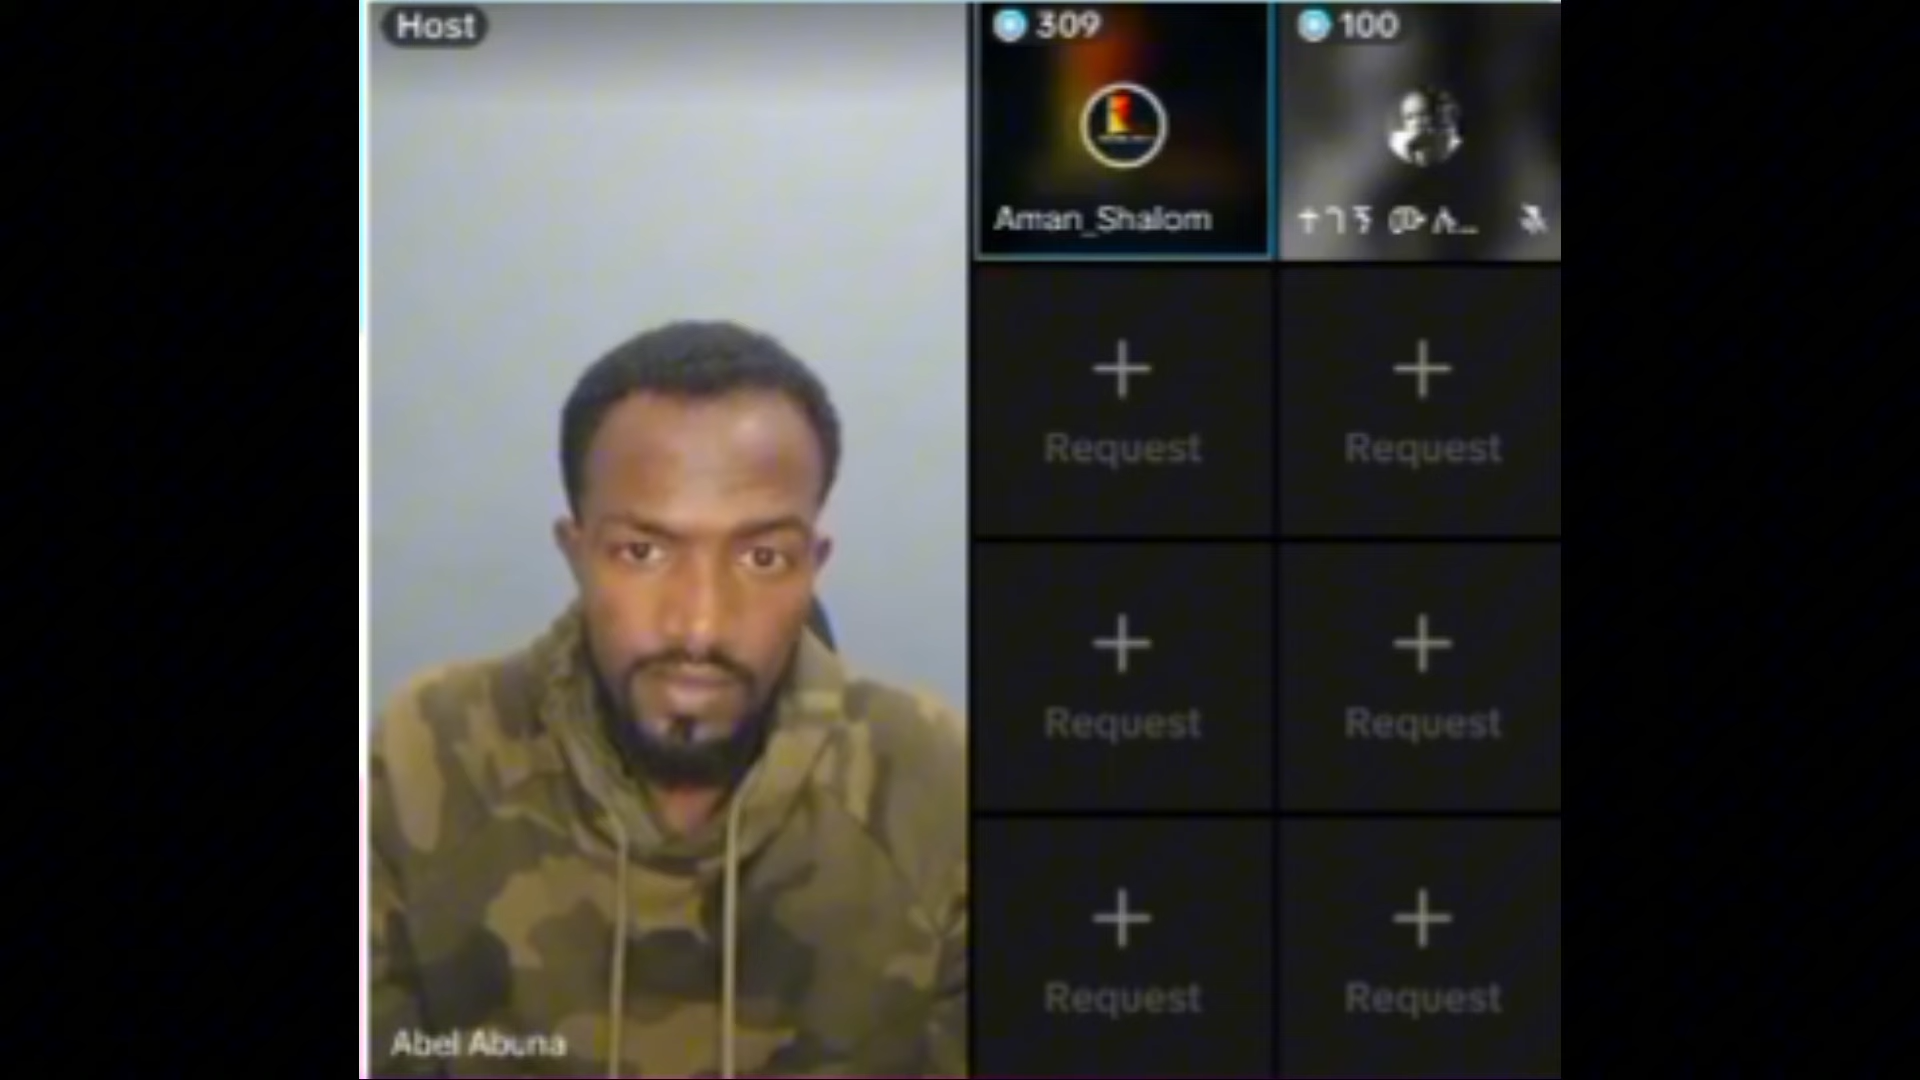 Host
309
100
Aman_Shalom
Request
Request
Request
Request
Request
Request
Abel Abuna